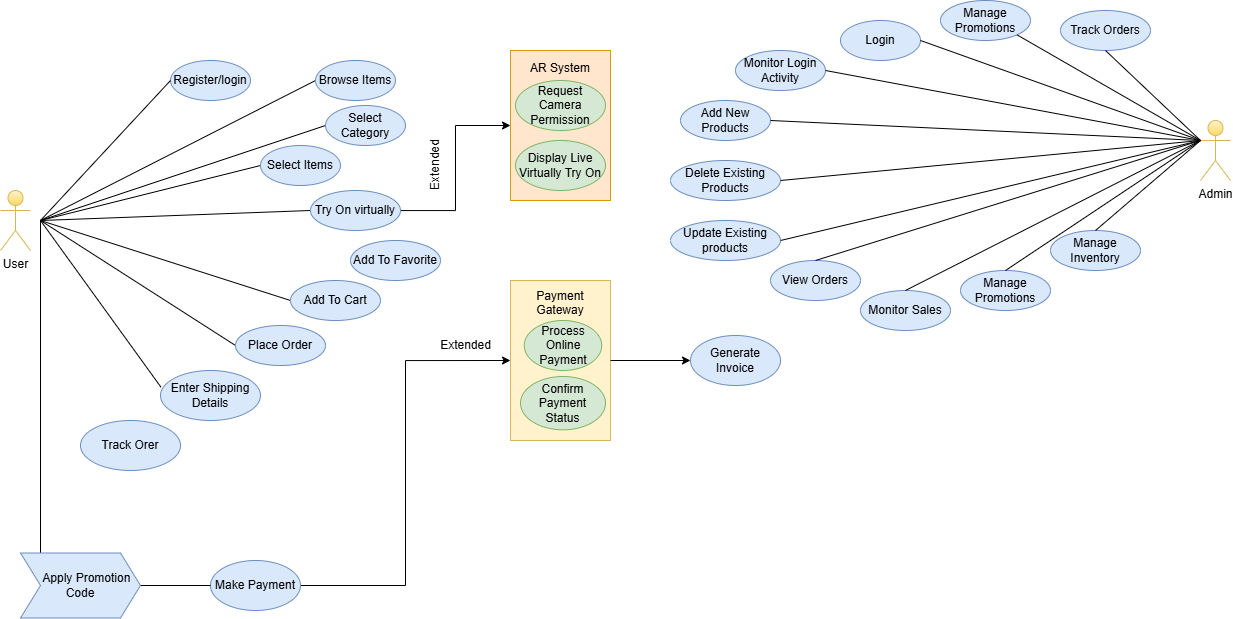 Register/login
Browse Items
Select
Category
Select Items
Try On virtually
Add To Favorite
Add To Cart
Place Order
Enter Shipping
Details
Track Orer
User
Apply Promotion
Code
Make Payment
Extended
AR System
Request
Camera
Permission
Display Live
Virtually Try On
Extended
Payment
Gateway
Process
Online
Payment
Confirm
Payment
Status
Generate
Invoice
Manage
Promotions
Track Orders
Login
Monitor Login
Activity
Add New
Products
Delete Existing
Products
Update Existing
products
View Orders
Monitor Sales
Manage
Promotions
Manage
Inventory
Admin